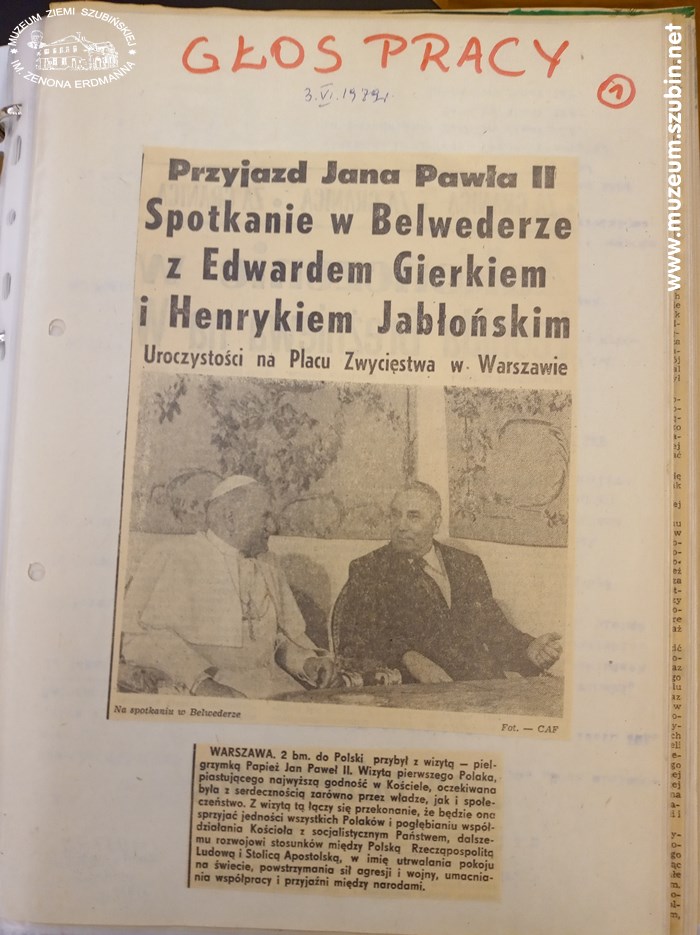 MUZEUM ZIEMI SZUBIŃSKIEJ
IM. ZENONA ERDMANNA
www.muzeum.szubin.net
GŁOS PRACY
3.VI.1979r.
1
Przyjazd Jana Pawła II
Spotkanie w Belwederze
z Edwardem Gierkiem
i Henrykiem Jabłońskim
Uroczystości na Placu Zwycięstwa w Warszawie
Na spotkaniu w Belwederze
Fot. — CAF
WARSZAWA. 2 bm. do Polski przybył z wizytą — piel-
grzymką Papież Jan Paweł II. Wizyta pierwszego Polaka,
piastującego najwyższą godność w Kościele, oczekiwana
była z serdecznością zarówno przez władze, jak i społe-
czeństwo. Z wizytą tą łączy się przekonanie, że będzie ona
sprzyjać jedności wszystkich Polaków i pogłębianiu współ-
działania Kościoła z socjalistycznym Państwem, dalsze-
mu rozwojowi stosunków między Polską Rzecząpospolitą
Ludową i Stolicą Apostolską, w imię utrwalania pokoju
na świecie, powstrzymania sił agresji i wojny, umacnia-
nia współpracy i przyjaźni między narodami.